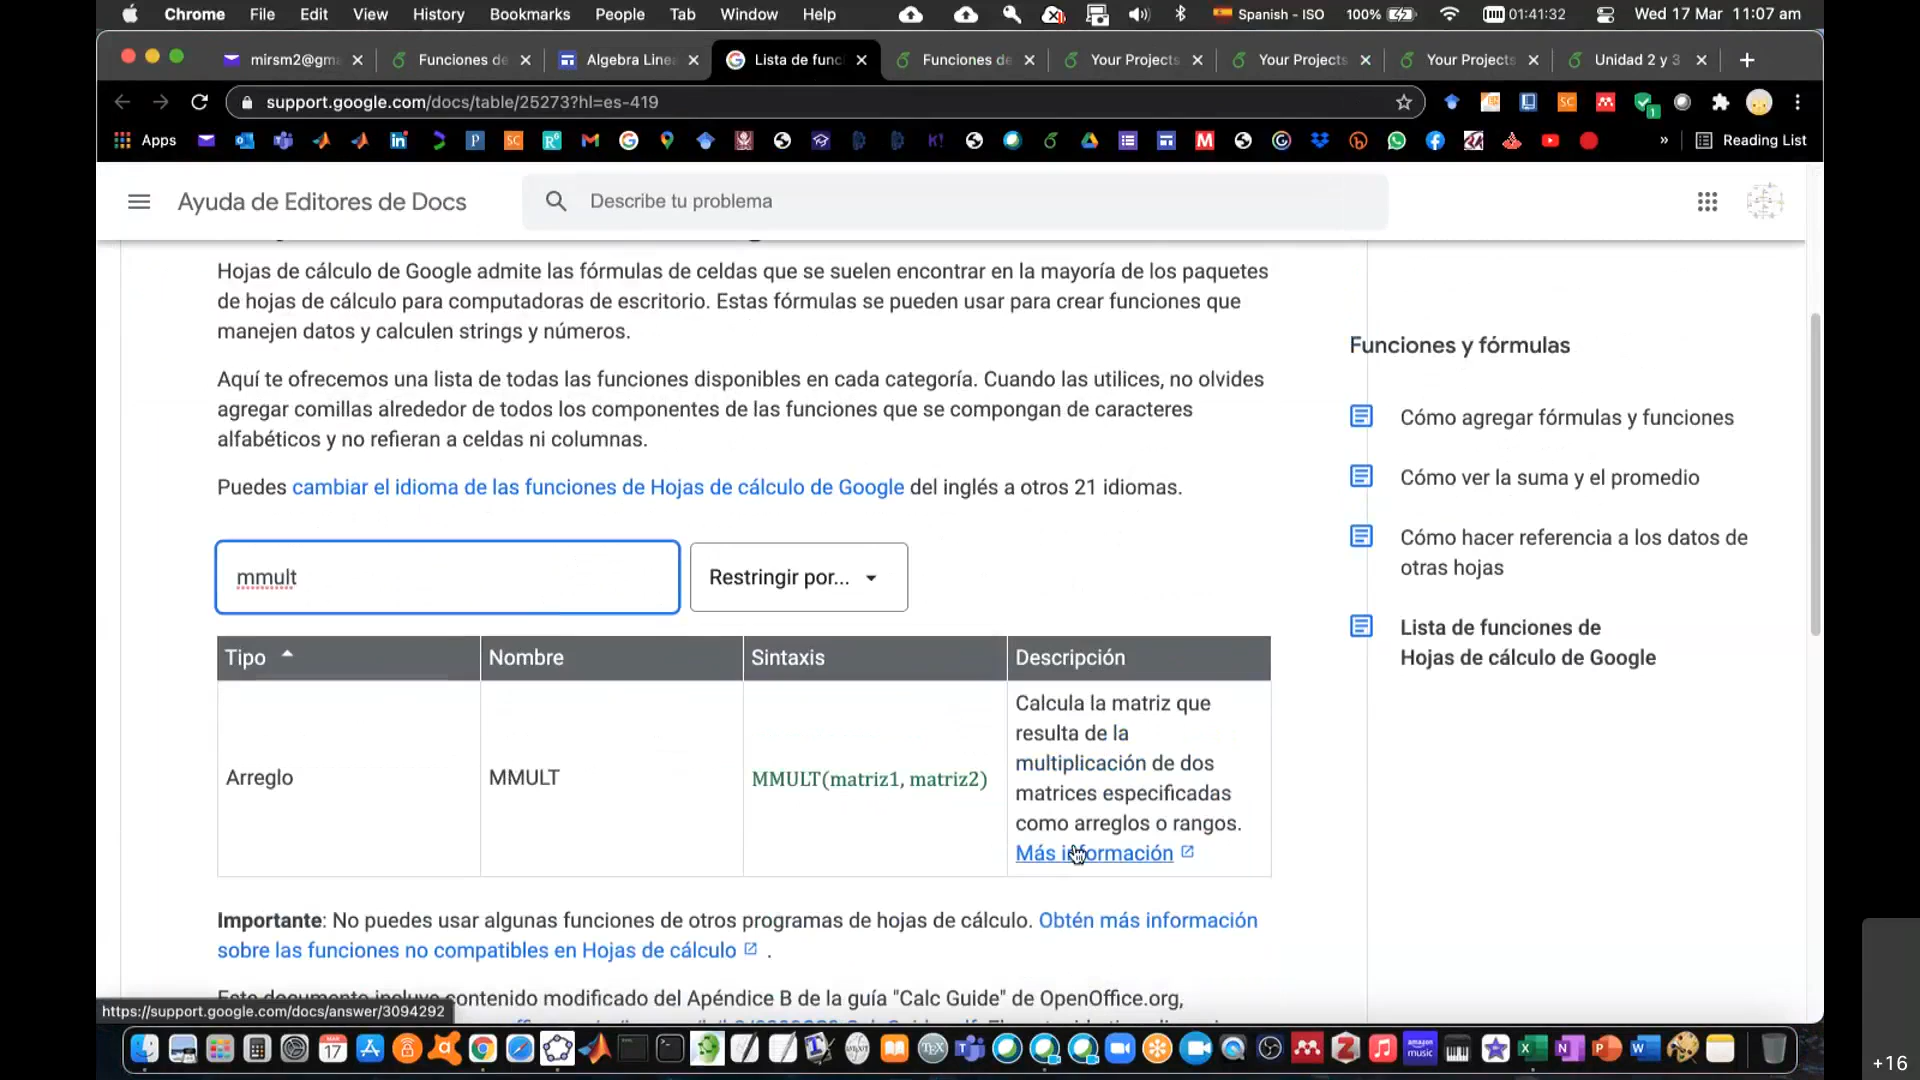 Chrome File Edit View History Bookmarks People Tab Window Help Spanish - ISO 100% 01:41:32 Wed 17 Mar 11:07 am
mirsm2@gma Funciones de Algebra Linea Lista de funci Funciones de Your Projects Your Projects Your Projects Unidad 2 y 3
support.google.com/docs/table/25273?hl=es-419
Apps » Reading List
Ayuda de Editores de Docs Describe tu problema
Hojas de cálculo de Google admite las fórmulas de celdas que se suelen encontrar en la mayoría de los paquetes
de hojas de cálculo para computadoras de escritorio. Estas fórmulas se pueden usar para crear funciones que
manejen datos y calculen strings y números.
Aquí te ofrecemos una lista de todas las funciones disponibles en cada categoría. Cuando las utilices, no olvides
agregar comillas alrededor de todos los componentes de las funciones que se compongan de caracteres
alfabéticos y no refieran a celdas ni columnas.
Puedes cambiar el idioma de las funciones de Hojas de cálculo de Google del inglés a otros 21 idiomas.
mmult Restringir por...
Tipo Nombre Sintaxis Descripción
Arreglo MMULT MMULT(matriz1, matriz2)
Calcula la matriz que
resulta de la
multiplicación de dos
matrices especificadas
como arreglos o rangos.
Más información
Importante: No puedes usar algunas funciones de otros programas de hojas de cálculo. Obtén más información
sobre las funciones no compatibles en Hojas de cálculo .
Este documento incluye contenido modificado del Apéndice B de la guía "Calc Guide" de OpenOffice.org,
Funciones y fórmulas
Cómo agregar fórmulas y funciones
Cómo ver la suma y el promedio
Cómo hacer referencia a los datos de
otras hojas
Lista de funciones de
Hojas de cálculo de Google
https://support.google.com/docs/answer/3094292
+16